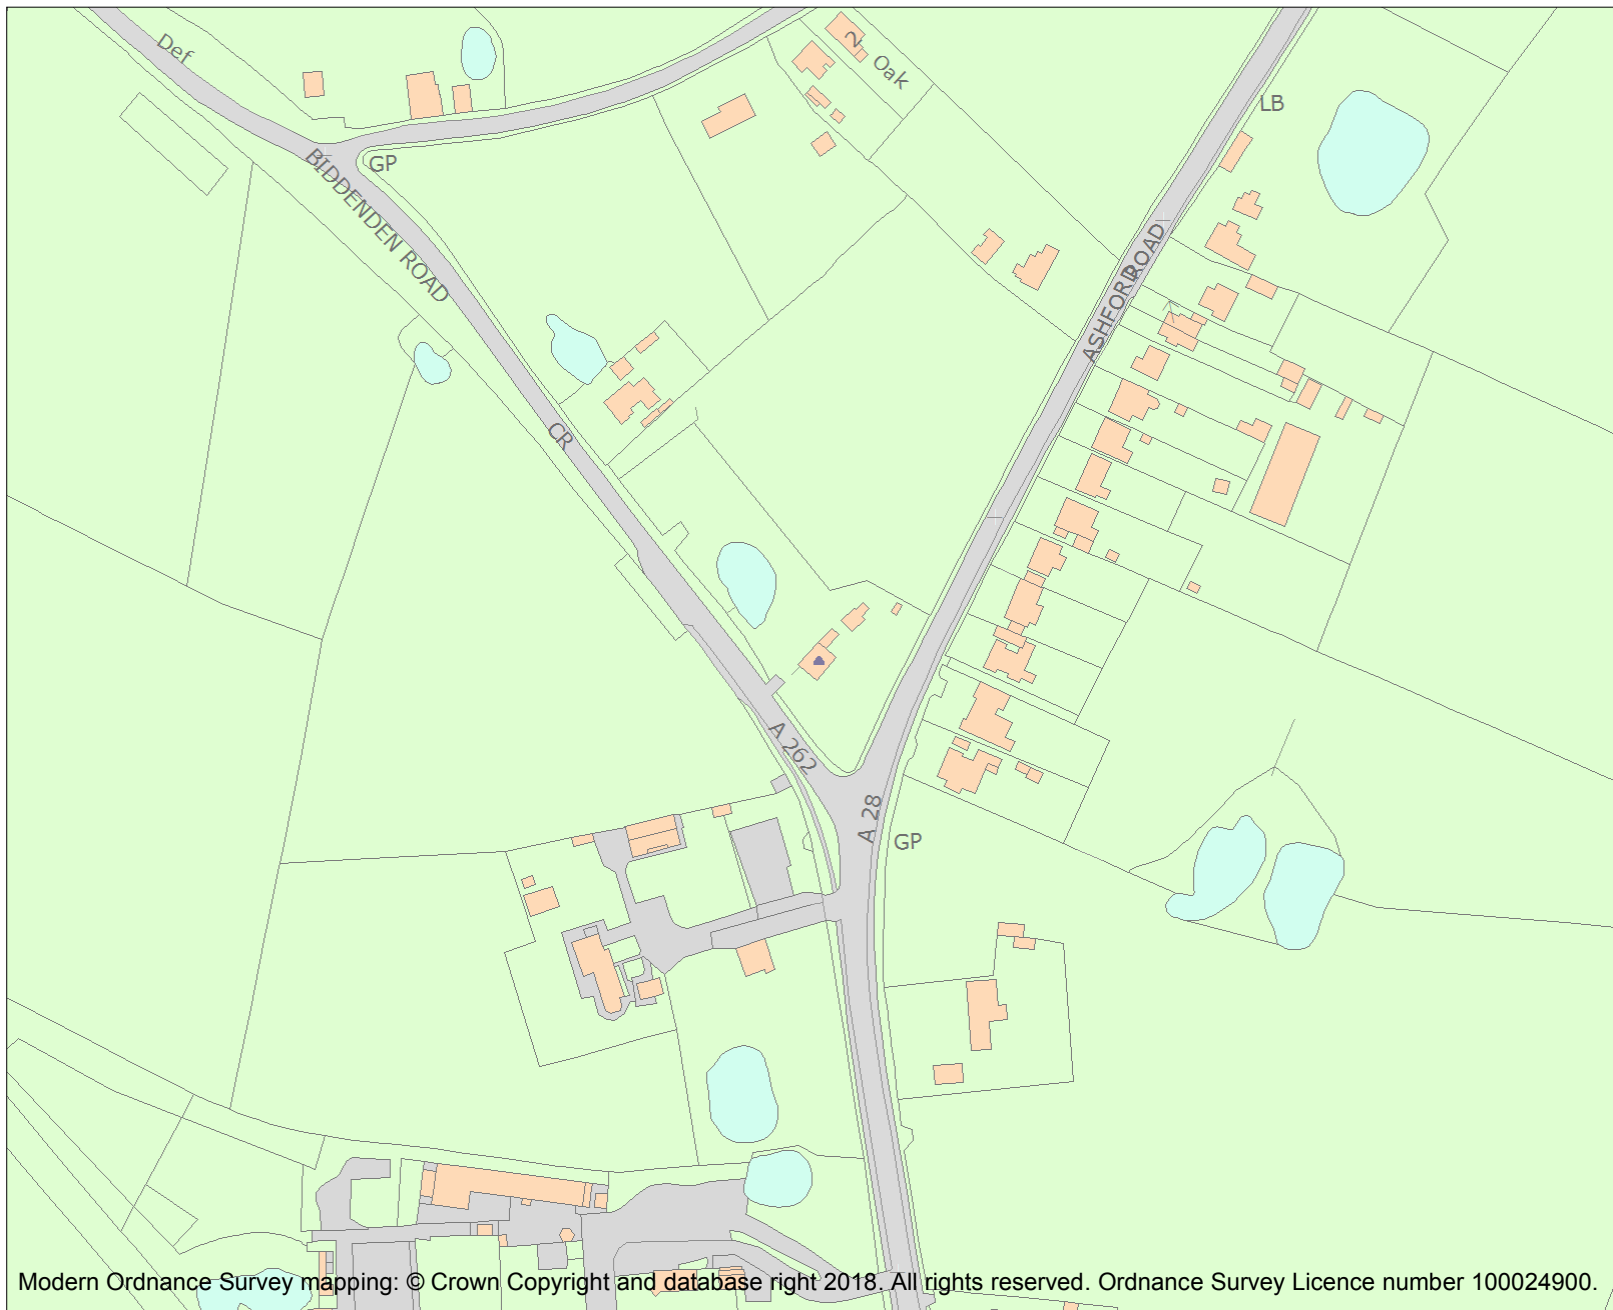 Def
2
Oak
LB
GP
BIDDENDEN ROAD
ASHFORD ROAD
CR
A 262
A 28
GP
Modern Ordnance Survey mapping: © Crown Copyright and database right 2018. All rights reserved. Ordnance Survey Licence number 100024900.